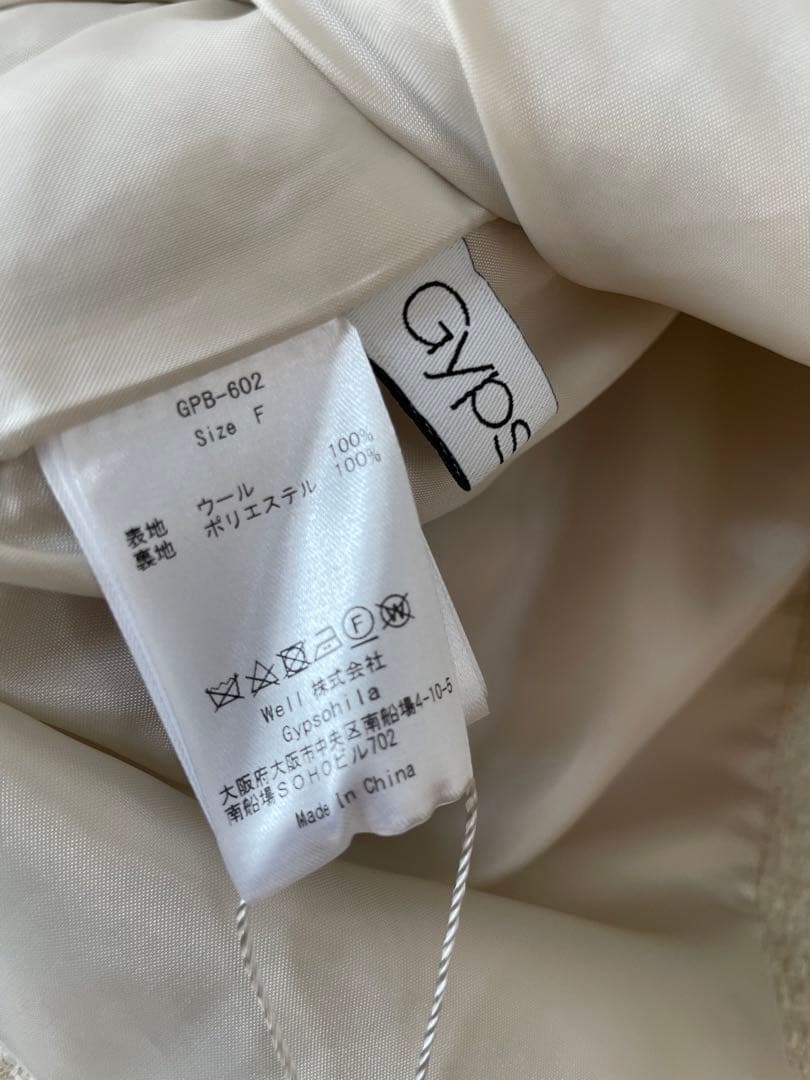 Gyps
GPB-602
Size F
表地 ウール 100%
裏地 ポリエステル 100%
F W
Well 株式会社
Gypsohila
大阪府大阪市中央区南船場4-10-5
南船場SOHOビル702
Made in China